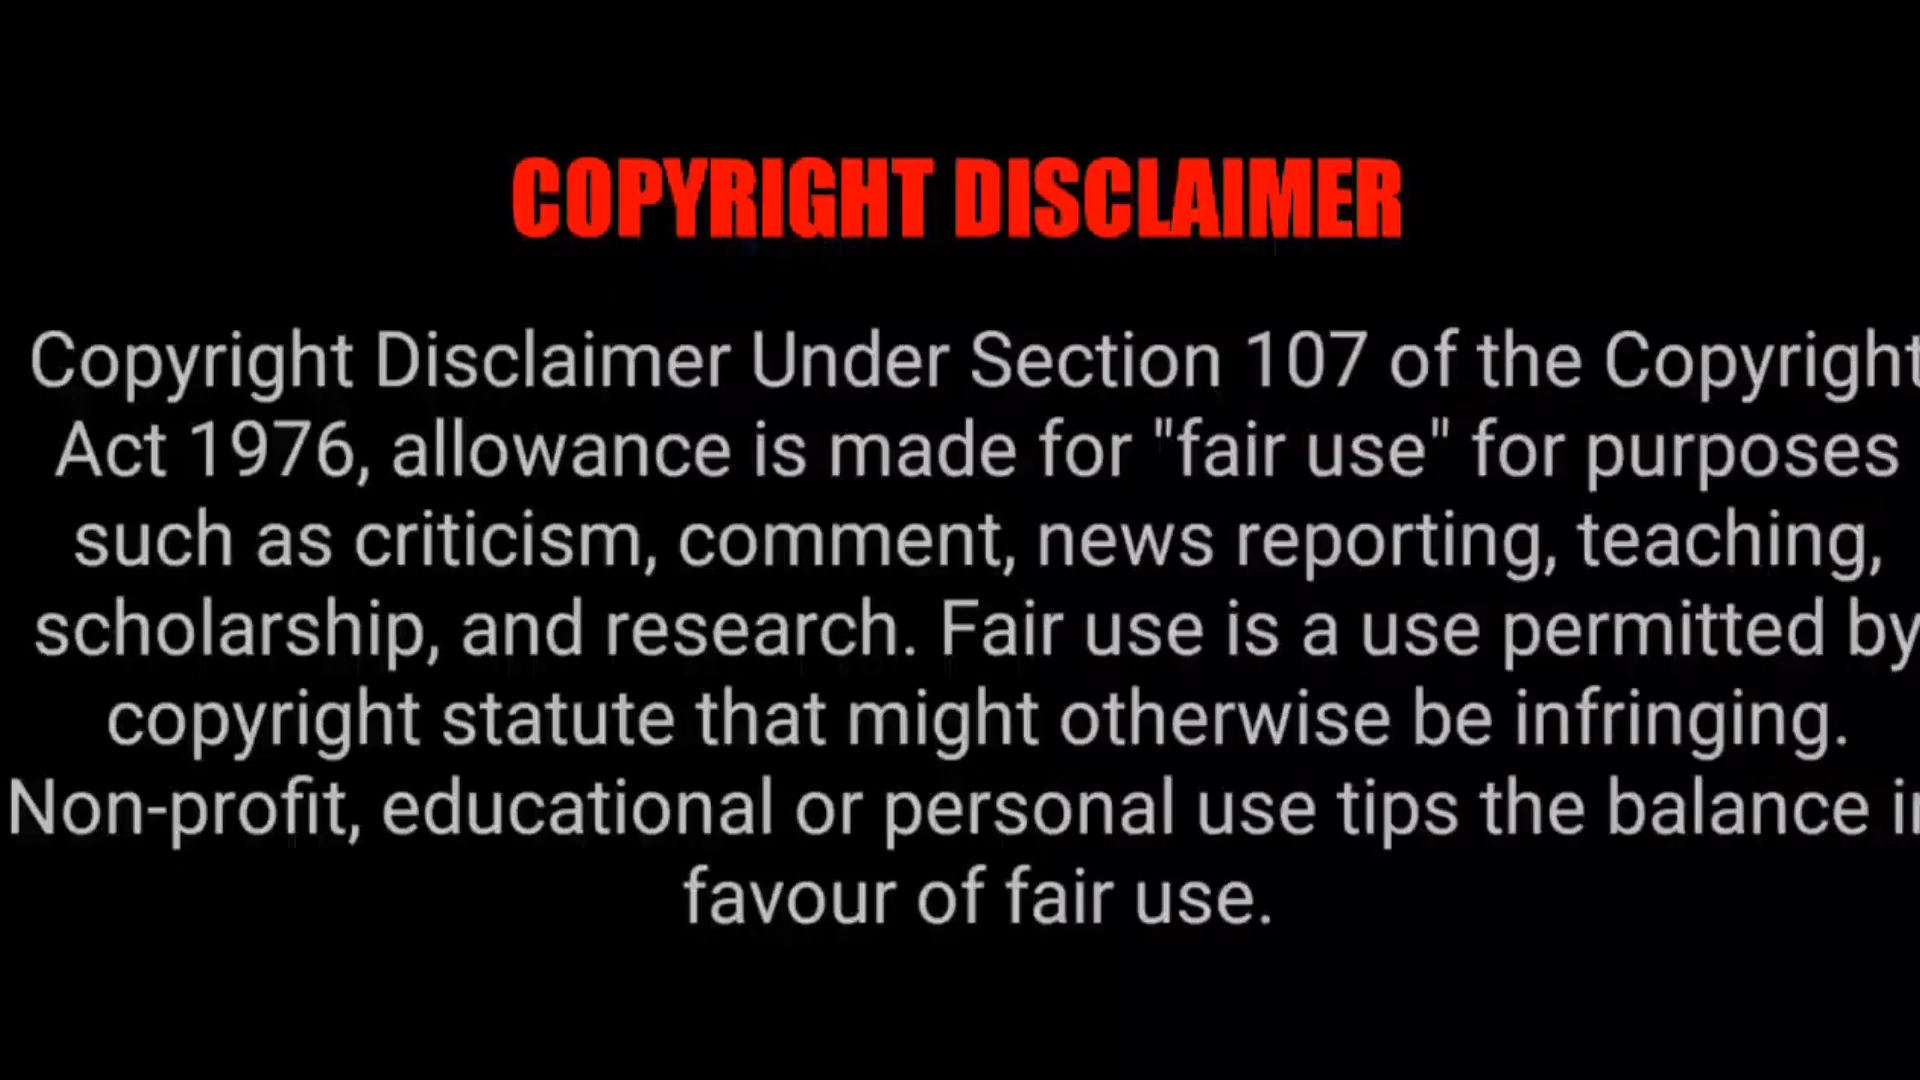 COPYRIGHT DISCLAIMER
Copyright Disclaimer Under Section 107 of the Copyright
Act 1976, allowance is made for "fair use" for purposes
such as criticism, comment, news reporting, teaching,
scholarship, and research. Fair use is a use permitted by
copyright statute that might otherwise be infringing.
Non-profit, educational or personal use tips the balance in
favour of fair use.